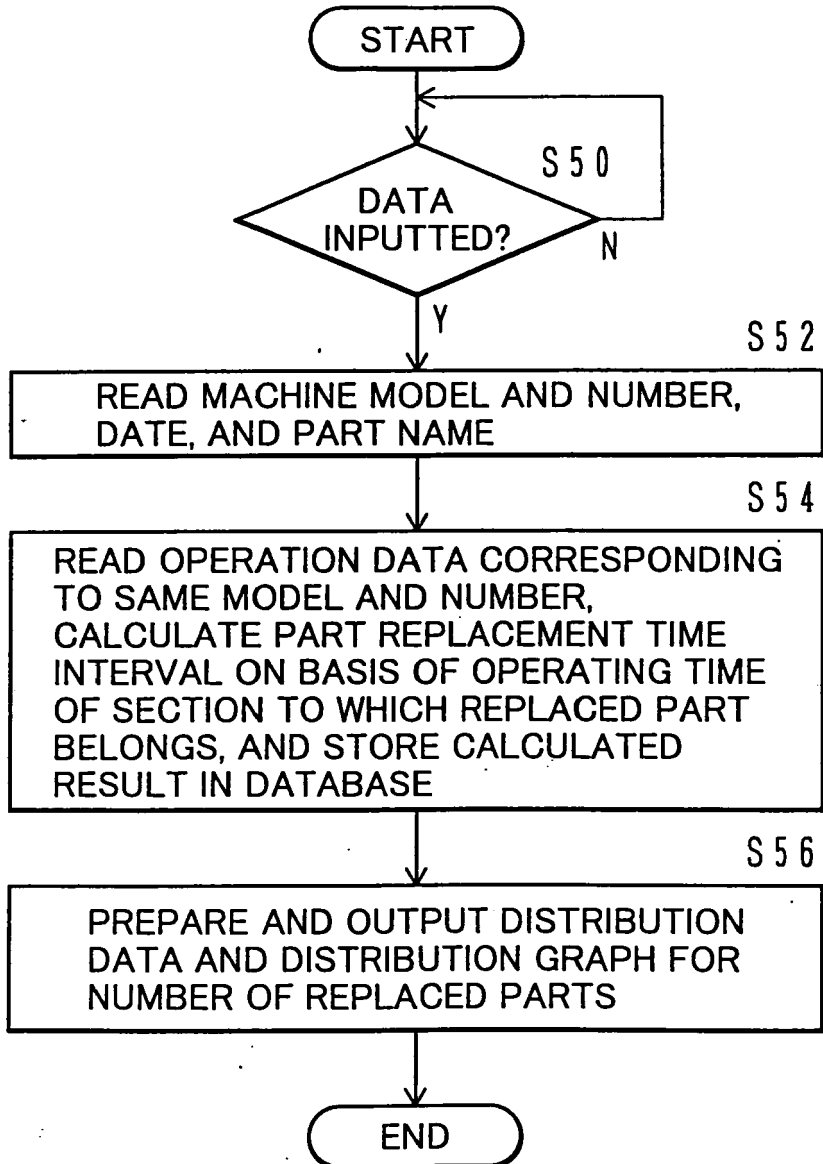 START
S50
DATA
INPUTTED?
N
Y
S52
READ MACHINE MODEL AND NUMBER,
DATE, AND PART NAME
S54
READ OPERATION DATA CORRESPONDING
TO SAME MODEL AND NUMBER,
CALCULATE PART REPLACEMENT TIME
INTERVAL ON BASIS OF OPERATING TIME
OF SECTION TO WHICH REPLACED PART
BELONGS, AND STORE CALCULATED
RESULT IN DATABASE
S56
PREPARE AND OUTPUT DISTRIBUTION
DATA AND DISTRIBUTION GRAPH FOR
NUMBER OF REPLACED PARTS
END